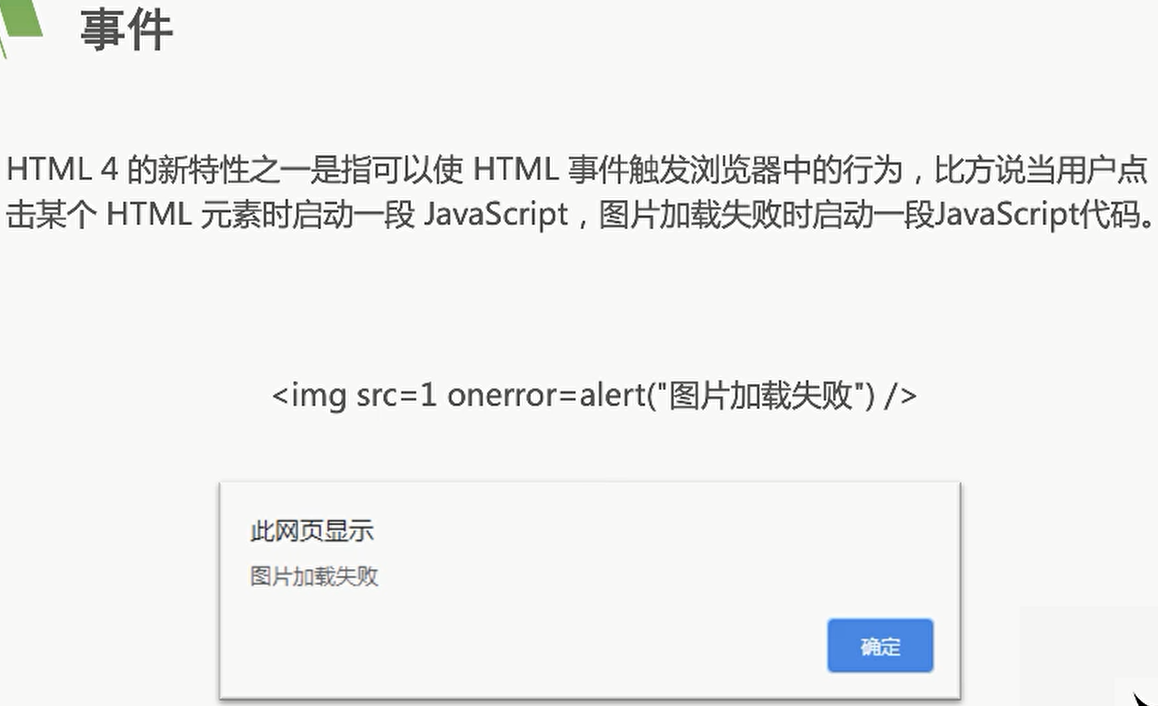 事件
HTML 4 的新特性之一是指可以使 HTML 事件触发浏览器中的行为，比方说当用户点
击某个 HTML 元素时启动一段 JavaScript，图片加载失败时启动一段JavaScript代码。
<img src=1 onerror=alert("图片加载失败") />
此网页显示
图片加载失败
确定